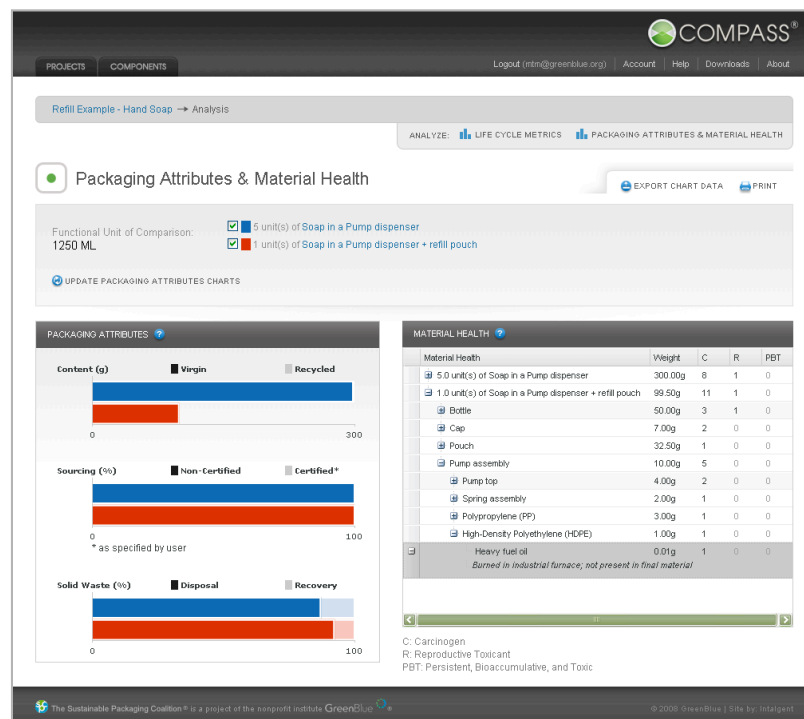 COMPASS®
PROJECTS COMPONENTS Logout (mtm@greenblue.org) Account Help Downloads About
Refill Example - Hand Soap → Analysis
ANALYZE: LIFE CYCLE METRICS PACKAGING ATTRIBUTES & MATERIAL HEALTH
Packaging Attributes & Material Health
EXPORT CHART DATA PRINT
Functional Unit of Comparison:
1250 ML
5 unit(s) of Soap in a Pump dispenser
1 unit(s) of Soap in a Pump dispenser + refill pouch
UPDATE PACKAGING ATTRIBUTES CHARTS
PACKAGING ATTRIBUTES ?
Content (g) Virgin Recycled
0 300
Sourcing (%) Non-Certified Certified*
0 100
* as specified by user
Solid Waste (%) Disposal Recovery
0 100
MATERIAL HEALTH ?
Material Health Weight C R PBT
5.0 unit(s) of Soap in a Pump dispenser 300.00g 8 1 0
1.0 unit(s) of Soap in a Pump dispenser + refill pouch 99.50g 11 1 0
Bottle 50.00g 3 1 0
Cap 7.00g 2 0 0
Pouch 32.50g 1 0 0
Pump assembly 10.00g 5 0 0
Pump top 4.00g 2 0 0
Spring assembly 2.00g 1 0 0
Polypropylene (PP) 3.00g 1 0 0
High-Density Polyethylene (HDPE) 1.00g 1 0 0
Heavy fuel oil 0.01g 1 0 0
Burned in industrial furnace; not present in final material
C: Carcinogen
R: Reproductive Toxicant
PBT: Persistent, Bioaccumulative, and Toxic
The Sustainable Packaging Coalition® is a project of the nonprofit institute GreenBlue ®
© 2008 GreenBlue | Site by: Intalgent